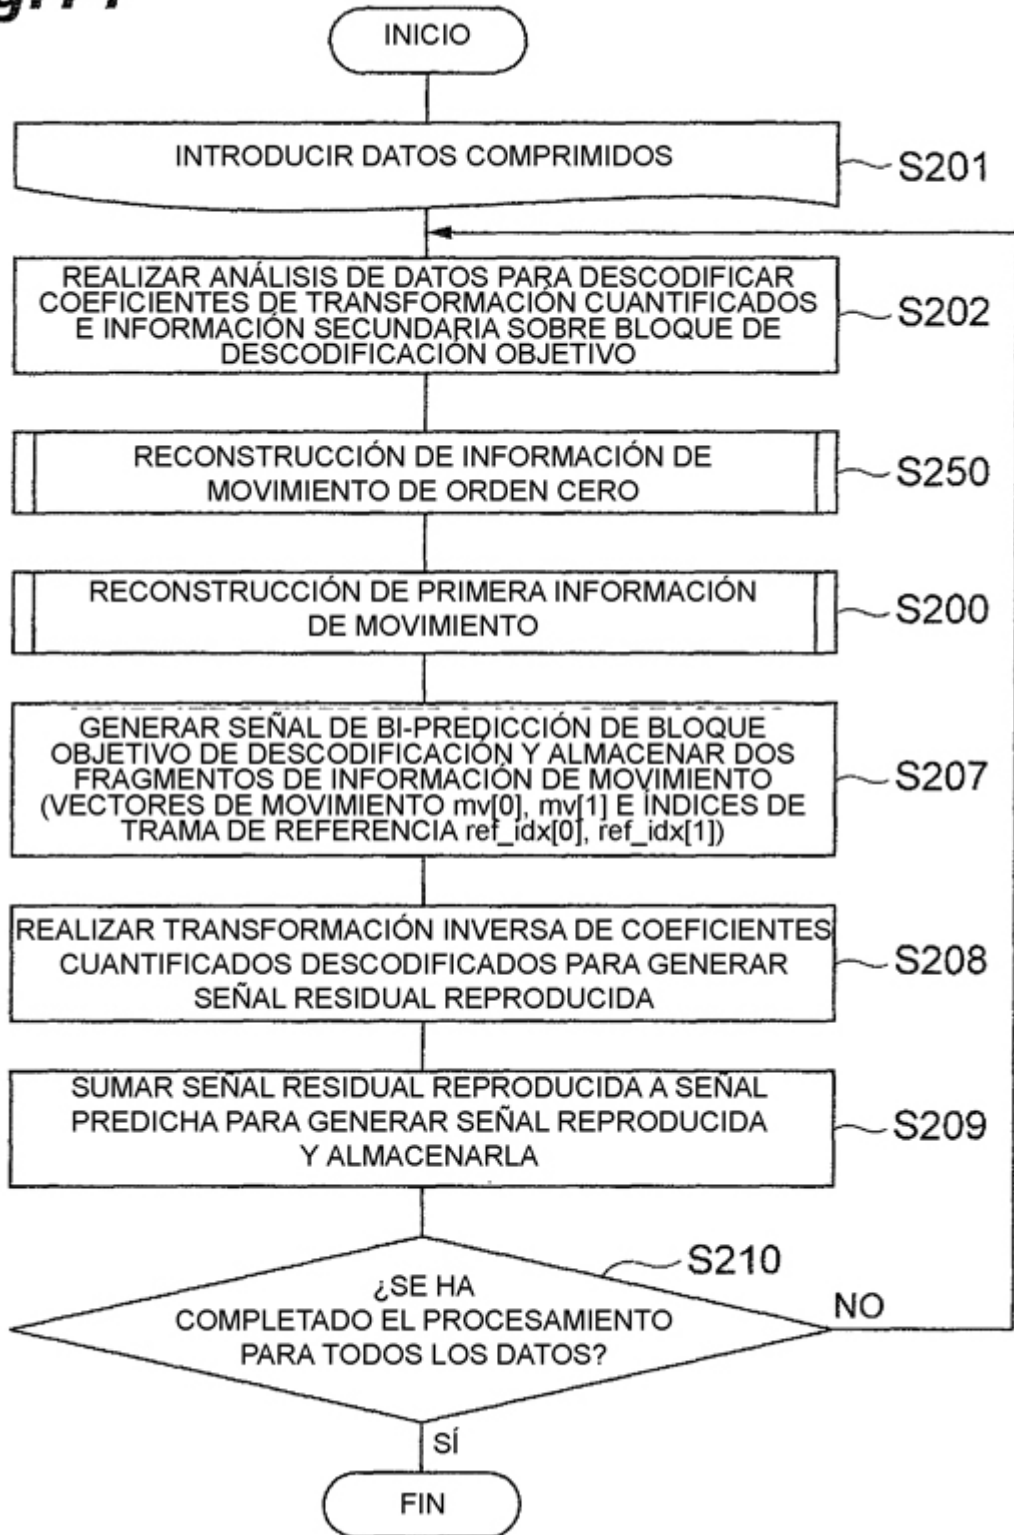 INICIO
INTRODUCIR DATOS COMPRIMIDOS
S201
REALIZAR ANÁLISIS DE DATOS PARA DESCODIFICAR
COEFICIENTES DE TRANSFORMACIÓN CUANTIFICADOS
E INFORMACIÓN SECUNDARIA SOBRE BLOQUE DE
DESCODIFICACIÓN OBJETIVO
S202
RECONSTRUCCIÓN DE INFORMACIÓN DE
MOVIMIENTO DE ORDEN CERO
S250
RECONSTRUCCIÓN DE PRIMERA INFORMACIÓN
DE MOVIMIENTO
S200
GENERAR SEÑAL DE BI-PREDICCIÓN DE BLOQUE
OBJETIVO DE DESCODIFICACIÓN Y ALMACENAR DOS
FRAGMENTOS DE INFORMACIÓN DE MOVIMIENTO
(VECTORES DE MOVIMIENTO mv[0], mv[1] E ÍNDICES DE
TRAMA DE REFERENCIA ref_idx[0], ref_idx[1])
S207
REALIZAR TRANSFORMACIÓN INVERSA DE COEFICIENTES
CUANTIFICADOS DESCODIFICADOS PARA GENERAR
SEÑAL RESIDUAL REPRODUCIDA
S208
SUMAR SEÑAL RESIDUAL REPRODUCIDA A SEÑAL
PREDICHA PARA GENERAR SEÑAL REPRODUCIDA
Y ALMACENARLA
S209
S210
¿SE HA
COMPLETADO EL PROCESAMIENTO
PARA TODOS LOS DATOS?
NO
SÍ
FIN